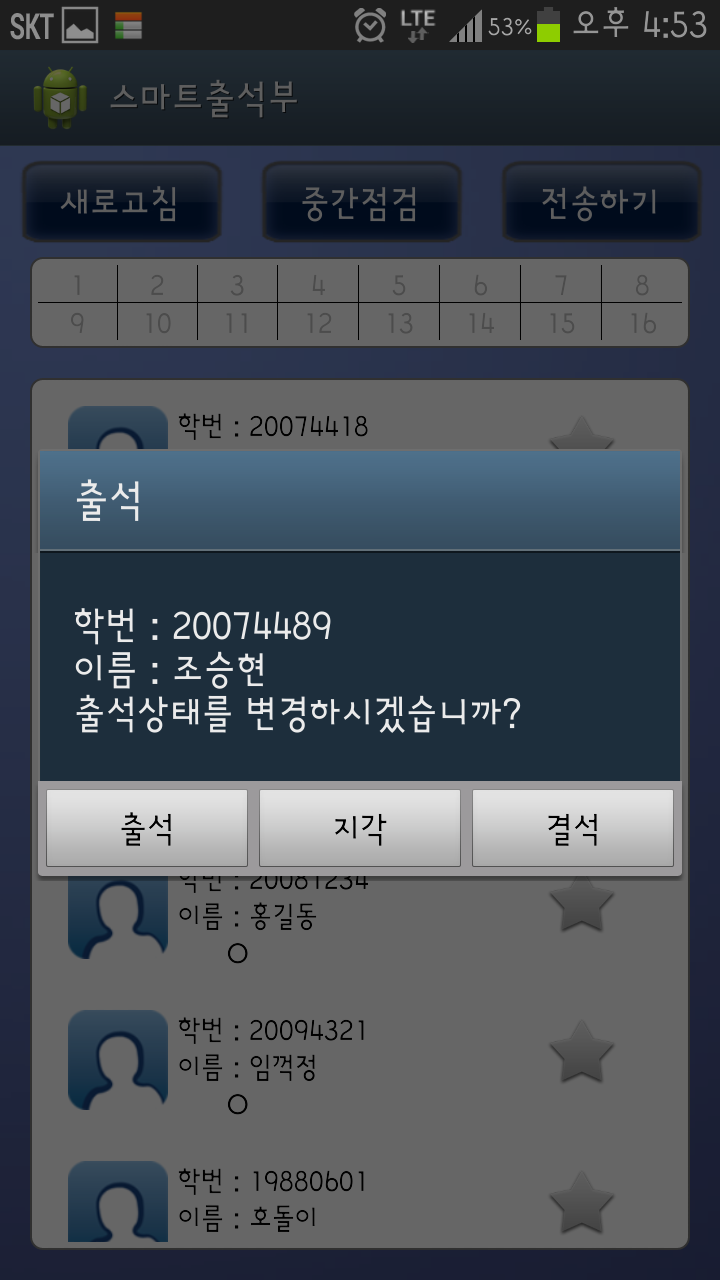 SKT LTE 53% 오후 4:53
스마트출석부
새로고침 중간점검 전송하기
1 2 3 4 5 6 7 8
9 10 11 12 13 14 15 16
학번 : 20074418
출석
학번 : 20074489
이름 : 조승현
출석상태를 변경하시겠습니까?
출석 지각 결석
학번 : 20081234
이름 : 홍길동
O
학번 : 20094321
이름 : 임꺽정
O
학번 : 19880601
이름 : 호돌이